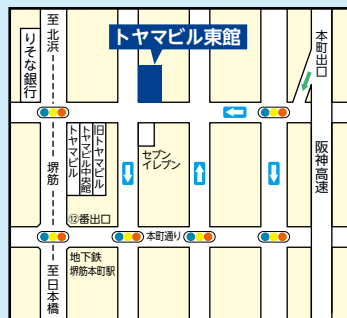 至北浜
りそな銀行
トヤマビル東館
本町出口
堺筋
トヤマビル
トヤマビル中央館
旧トヤマビル
セブン
イレブン
阪神高速
⑫番出口
本町通り
地下鉄
堺筋本町駅
至日本橋